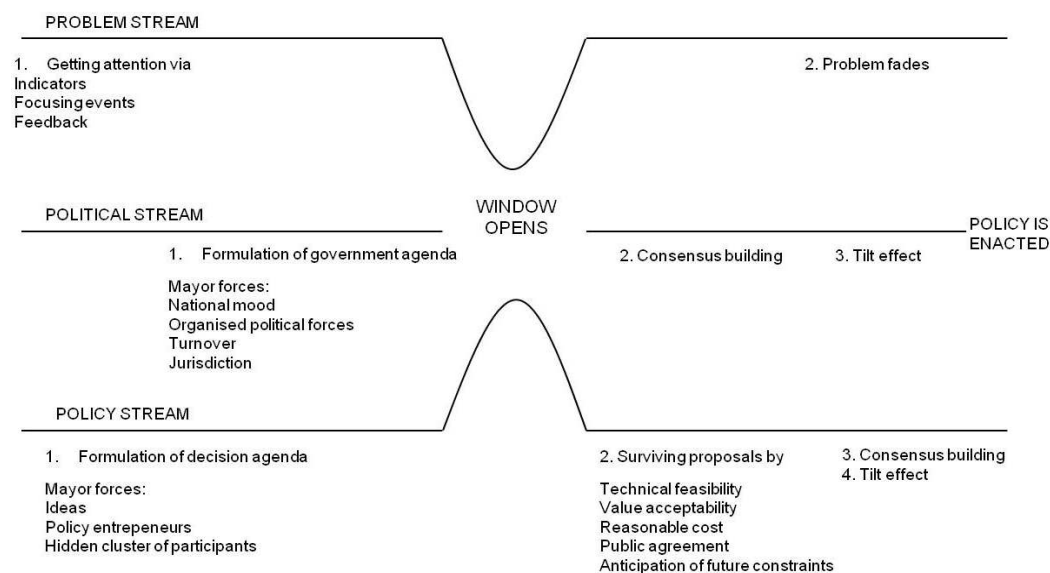 PROBLEM STREAM
1. Getting attention via
Indicators
Focusing events
Feedback
2. Problem fades
WINDOW
OPENS
POLITICAL STREAM
1. Formulation of government agenda
Mayor forces:
National mood
Organised political forces
Turnover
Jurisdiction
2. Consensus building
3. Tilt effect
POLICY IS
ENACTED
POLICY STREAM
1. Formulation of decision agenda
Mayor forces:
Ideas
Policy entrepeneurs
Hidden cluster of participants
2. Surviving proposals by
Technical feasibility
Value acceptability
Reasonable cost
Public agreement
Anticipation of future constraints
3. Consensus building
4. Tilt effect